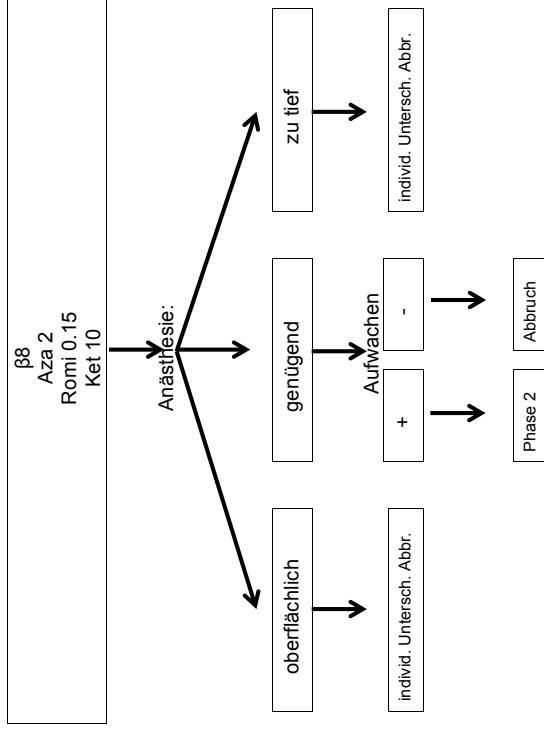 β8
Aza 2
Romi 0.15
Ket 10
Anästhesie:
oberflächlich
genügend
zu tief
individ. Untersch. Abbr.
Aufwachen
individ. Untersch. Abbr.
+
-
Phase 2
Abbruch